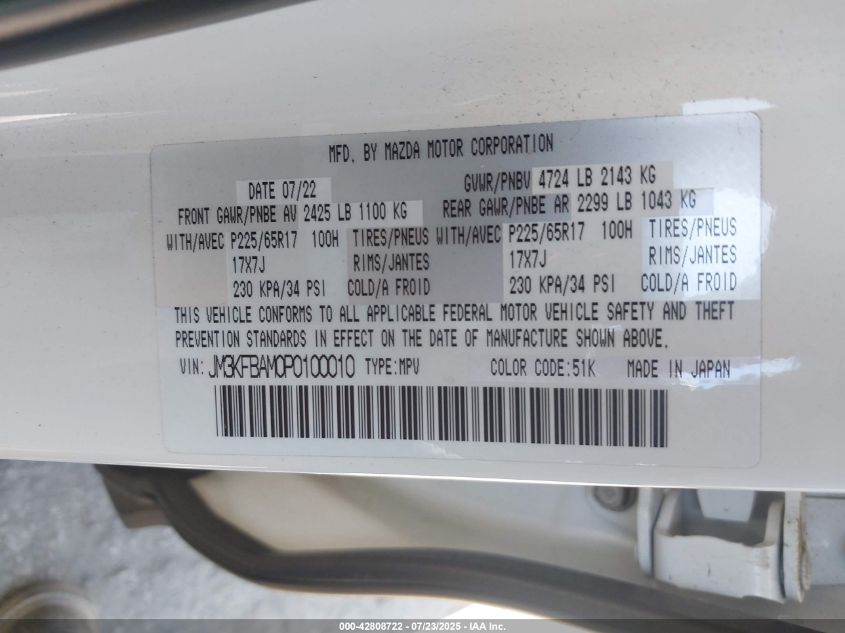 MFD. BY MAZDA MOTOR CORPORATION
DATE 07/22 GVWR/PNBV 4724 LB 2143 KG
FRONT GAWR/PNBE AV 2425 LB 1100 KG REAR GAWR/PNBE AR 2299 LB 1043 KG
WITH/AVEC P225/65R17 100H TIRES/PNEUS WITH/AVEC P225/65R17 100H TIRES/PNEUS
17X7J RIMS/JANTES 17X7J RIMS/JANTES
230 KPA/34 PSI COLD/A FROID 230 KPA/34 PSI COLD/A FROID
THIS VEHICLE CONFORMS TO ALL APPLICABLE FEDERAL MOTOR VEHICLE SAFETY AND THEFT
PREVENTION STANDARDS IN EFFECT ON THE DATE OF MANUFACTURE SHOWN ABOVE.
VIN: JM3KFBAM0P0100010 TYPE:MPV COLOR CODE:51K MADE IN JAPAN
000-42808722 - 07/23/2025 - IAA Inc.